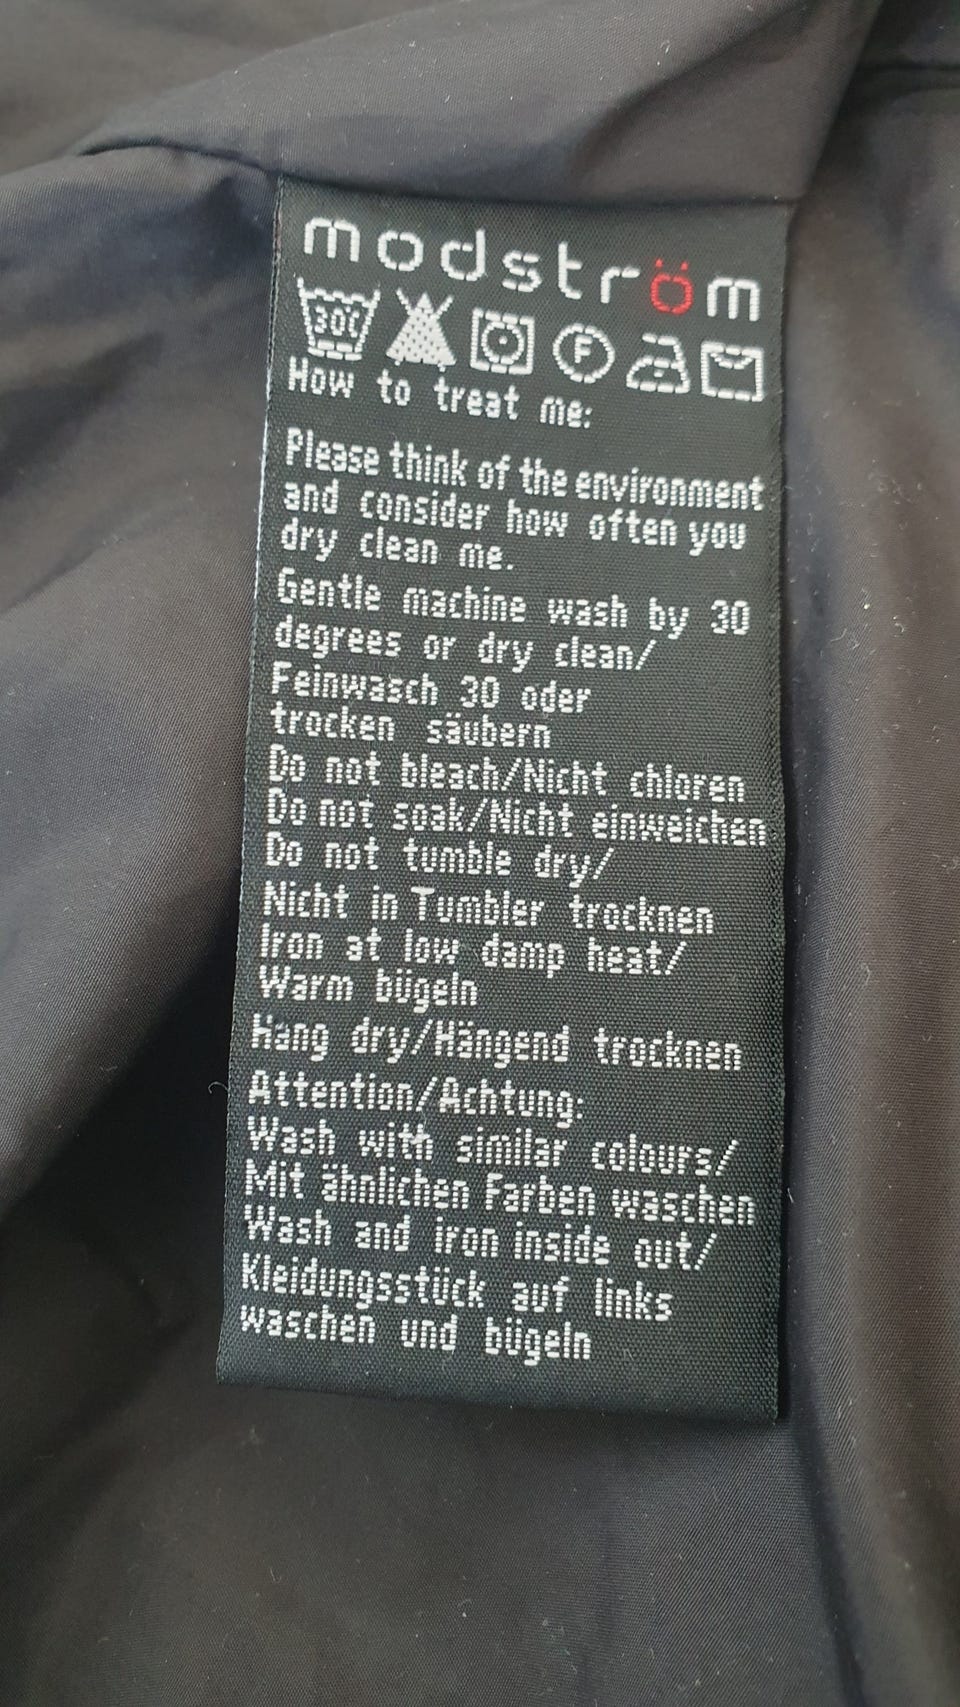 modström
30C F
How to treat me:
Please think of the environment
and consider how often you
dry clean me.
Gentle machine wash by 30
degrees or dry clean/
Feinwasch 30 oder
trocken säubern
Do not bleach/Nicht chloren
Do not soak/Nicht einweichen
Do not tumble dry/
Nicht in Tumbler trocknen
Iron at low damp heat/
Warm bügeln
Hang dry/Hängend trocknen
Attention/Achtung:
Wash with similar colours/
Mit ähnlichen Farben waschen
Wash and iron inside out/
Kleidungsstück auf links
waschen und bügeln